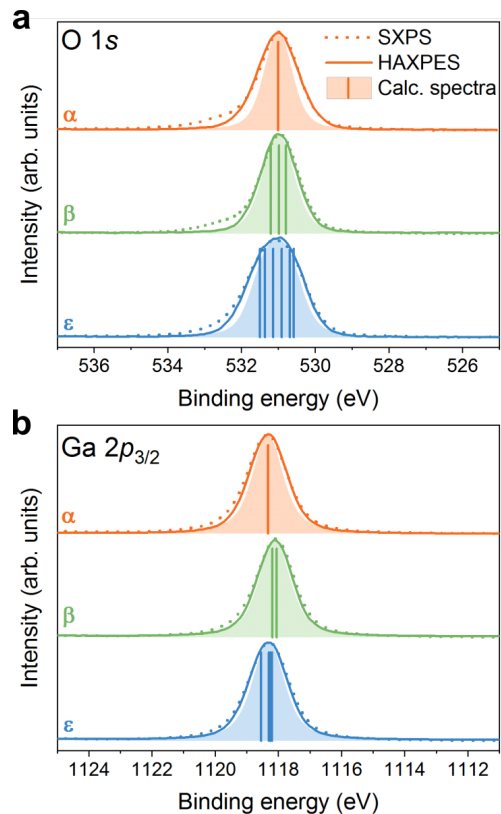 a
O 1s
SXPS
HAXPES
Calc. spectra
α
β
ε
Intensity (arb. units)
536 534 532 530 528 526
Binding energy (eV)
b
Ga 2p3/2
α
β
ε
Intensity (arb. units)
1124 1122 1120 1118 1116 1114 1112
Binding energy (eV)